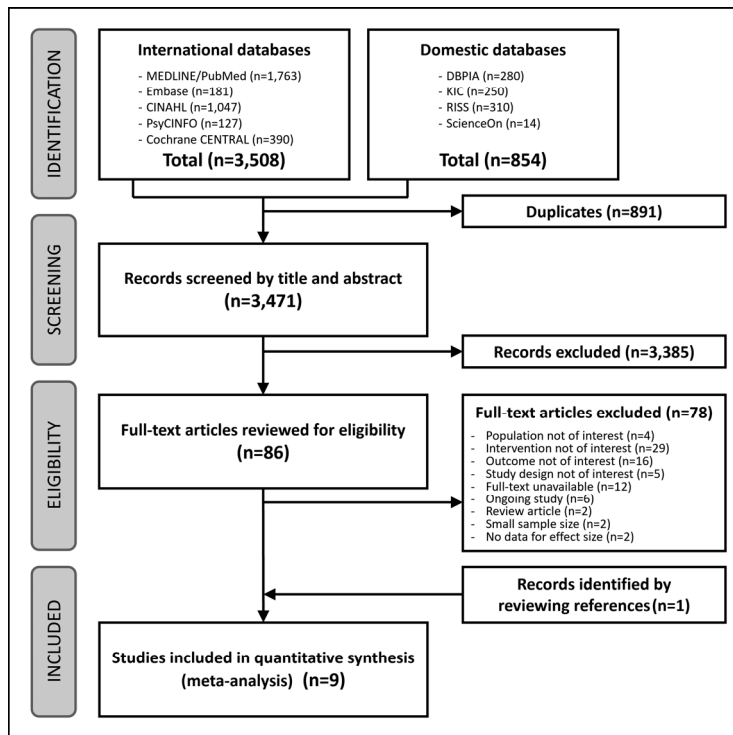 IDENTIFICATION
International databases
- MEDLINE/PubMed (n=1,763)
- Embase (n=181)
- CINAHL (n=1,047)
- PsyCINFO (n=127)
- Cochrane CENTRAL (n=390)
Total (n=3,508)
Domestic databases
- DBPIA (n=280)
- KIC (n=250)
- RISS (n=310)
- ScienceOn (n=14)
Total (n=854)
Duplicates (n=891)
SCREENING
Records screened by title and abstract
(n=3,471)
Records excluded (n=3,385)
ELIGIBILITY
Full-text articles reviewed for eligibility
(n=86)
Full-text articles excluded (n=78)
- Population not of interest (n=4)
- Intervention not of interest (n=29)
- Outcome not of interest (n=16)
- Study design not of interest (n=5)
- Full-text unavailable (n=12)
- Ongoing study (n=6)
- Review article (n=2)
- Small sample size (n=2)
- No data for effect size (n=2)
INCLUDED
Records identified by
reviewing references (n=1)
Studies included in quantitative synthesis
(meta-analysis) (n=9)